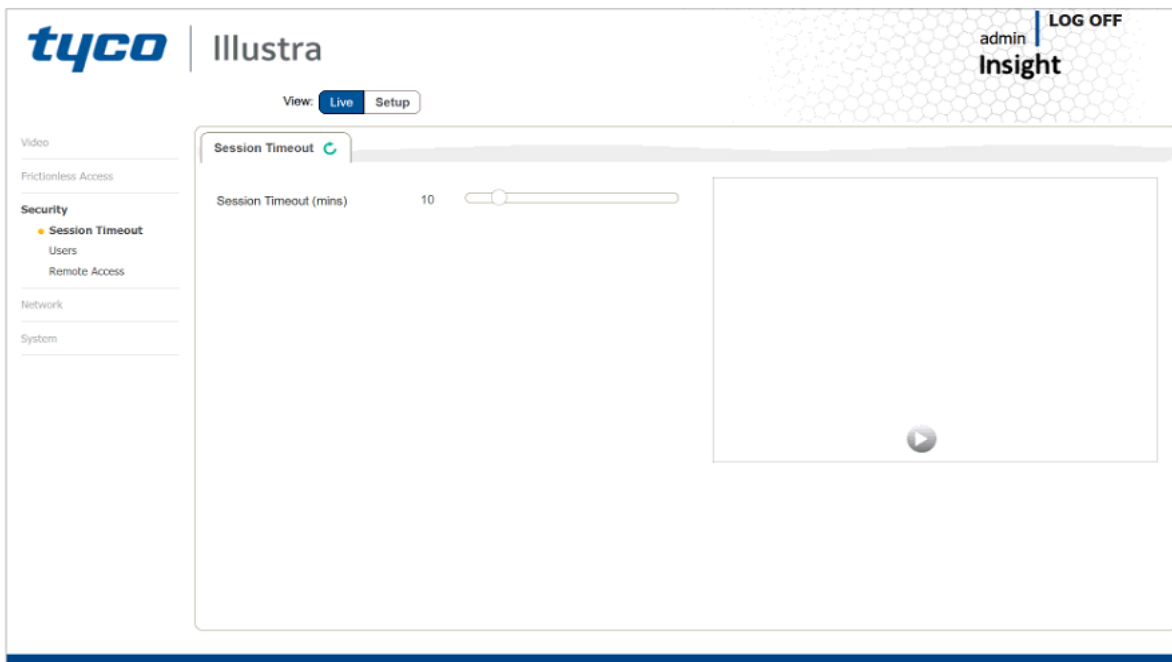 tyco Illustra
LOG OFF
admin
Insight
View: Live Setup
Video
Frictionless Access
Security
Session Timeout
Users
Remote Access
Network
System
Session Timeout
Session Timeout (mins) 10